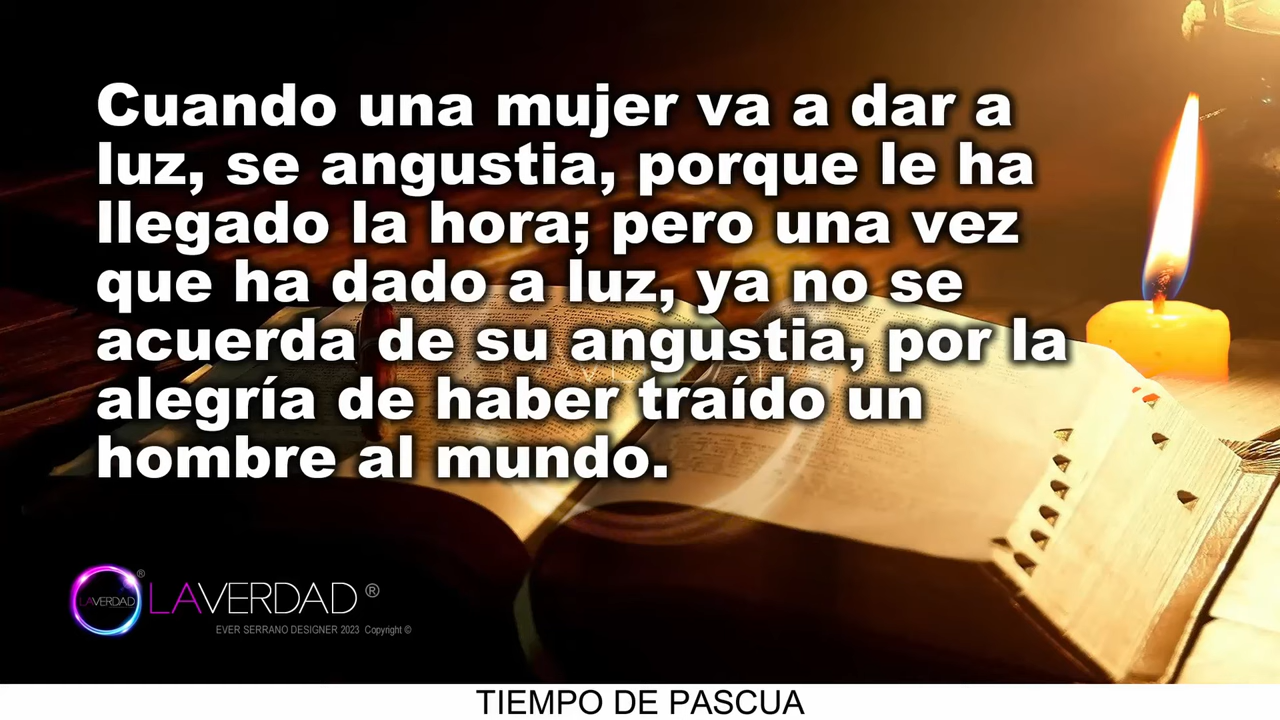 Cuando una mujer va a dar a
luz, se angustia, porque le ha
llegado la hora; pero una vez
que ha dado a luz, ya no se
acuerda de su angustia, por la
alegría de haber traído un
hombre al mundo.
LAVERDAD ®
LAVERDAD ®
EVER SERRANO DESIGNER 2023 Copyright ©
TIEMPO DE PASCUA